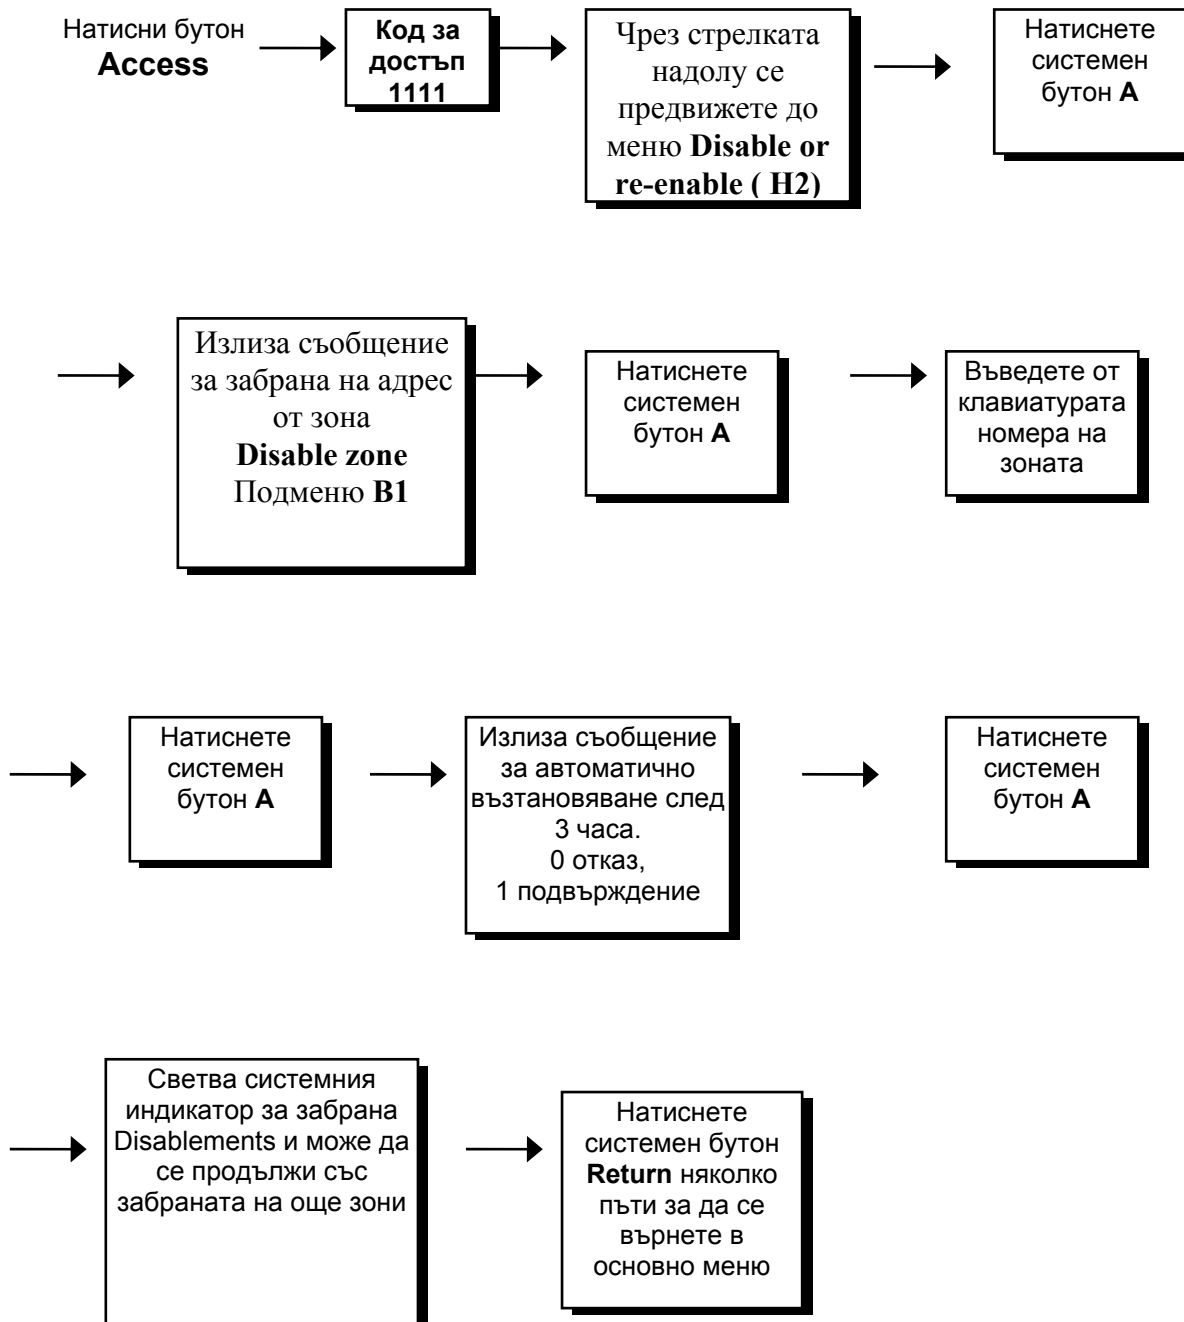 Натисни бутон
Access
Код за
достъп
1111
Чрез стрелката
надолу се
предвижете до
меню Disable or
re-enable ( H2)
Натиснете
системен
бутон А
Излиза съобщение
за забрана на адрес
от зона
Disable zone
Подменю B1
Натиснете
системен
бутон А
Въведете от
клавиатурата
номера на
зоната
Натиснете
системен
бутон А
Излиза съобщение
за автоматично
възтановяване след
3 часа.
0 отказ,
1 подвърждение
Натиснете
системен
бутон А
Светва системния
индикатор за забрана
Disablements и може да
се продължи със
забраната на още зони
Натиснете
системен бутон
Return няколко
пъти за да се
върнете в
основно меню